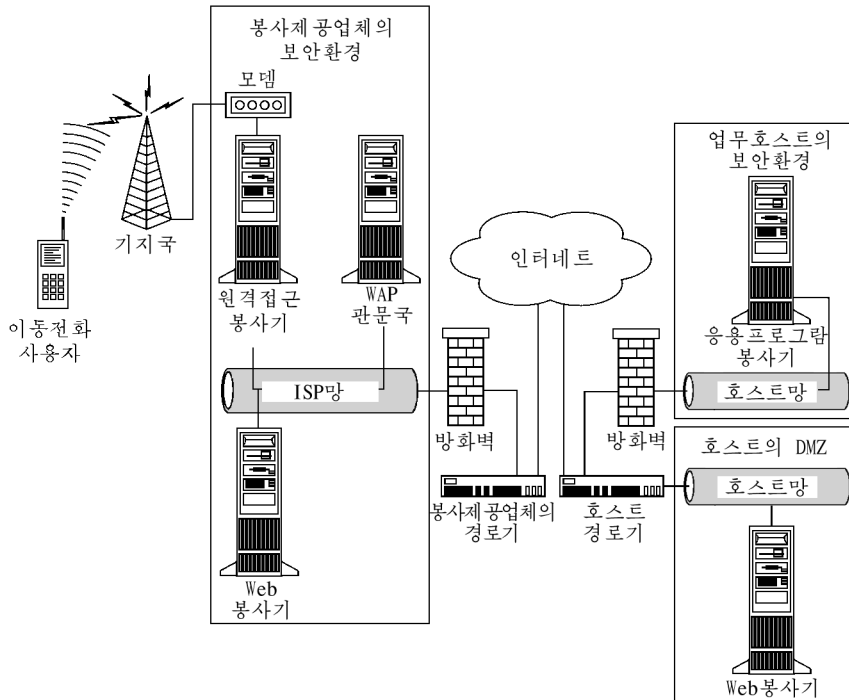 봉사제공업체의
보안환경
모뎀
기지국
이동전화
사용자
원격접근
봉사기
WAP
관문국
ISP망
Web
봉사기
인터네트
방화벽
봉사제공업체의
경로기
방화벽
호스트
경로기
업무호스트의
보안환경
응용프로그람
봉사기
호스트망
호스트의 DMZ
호스트망
Web봉사기